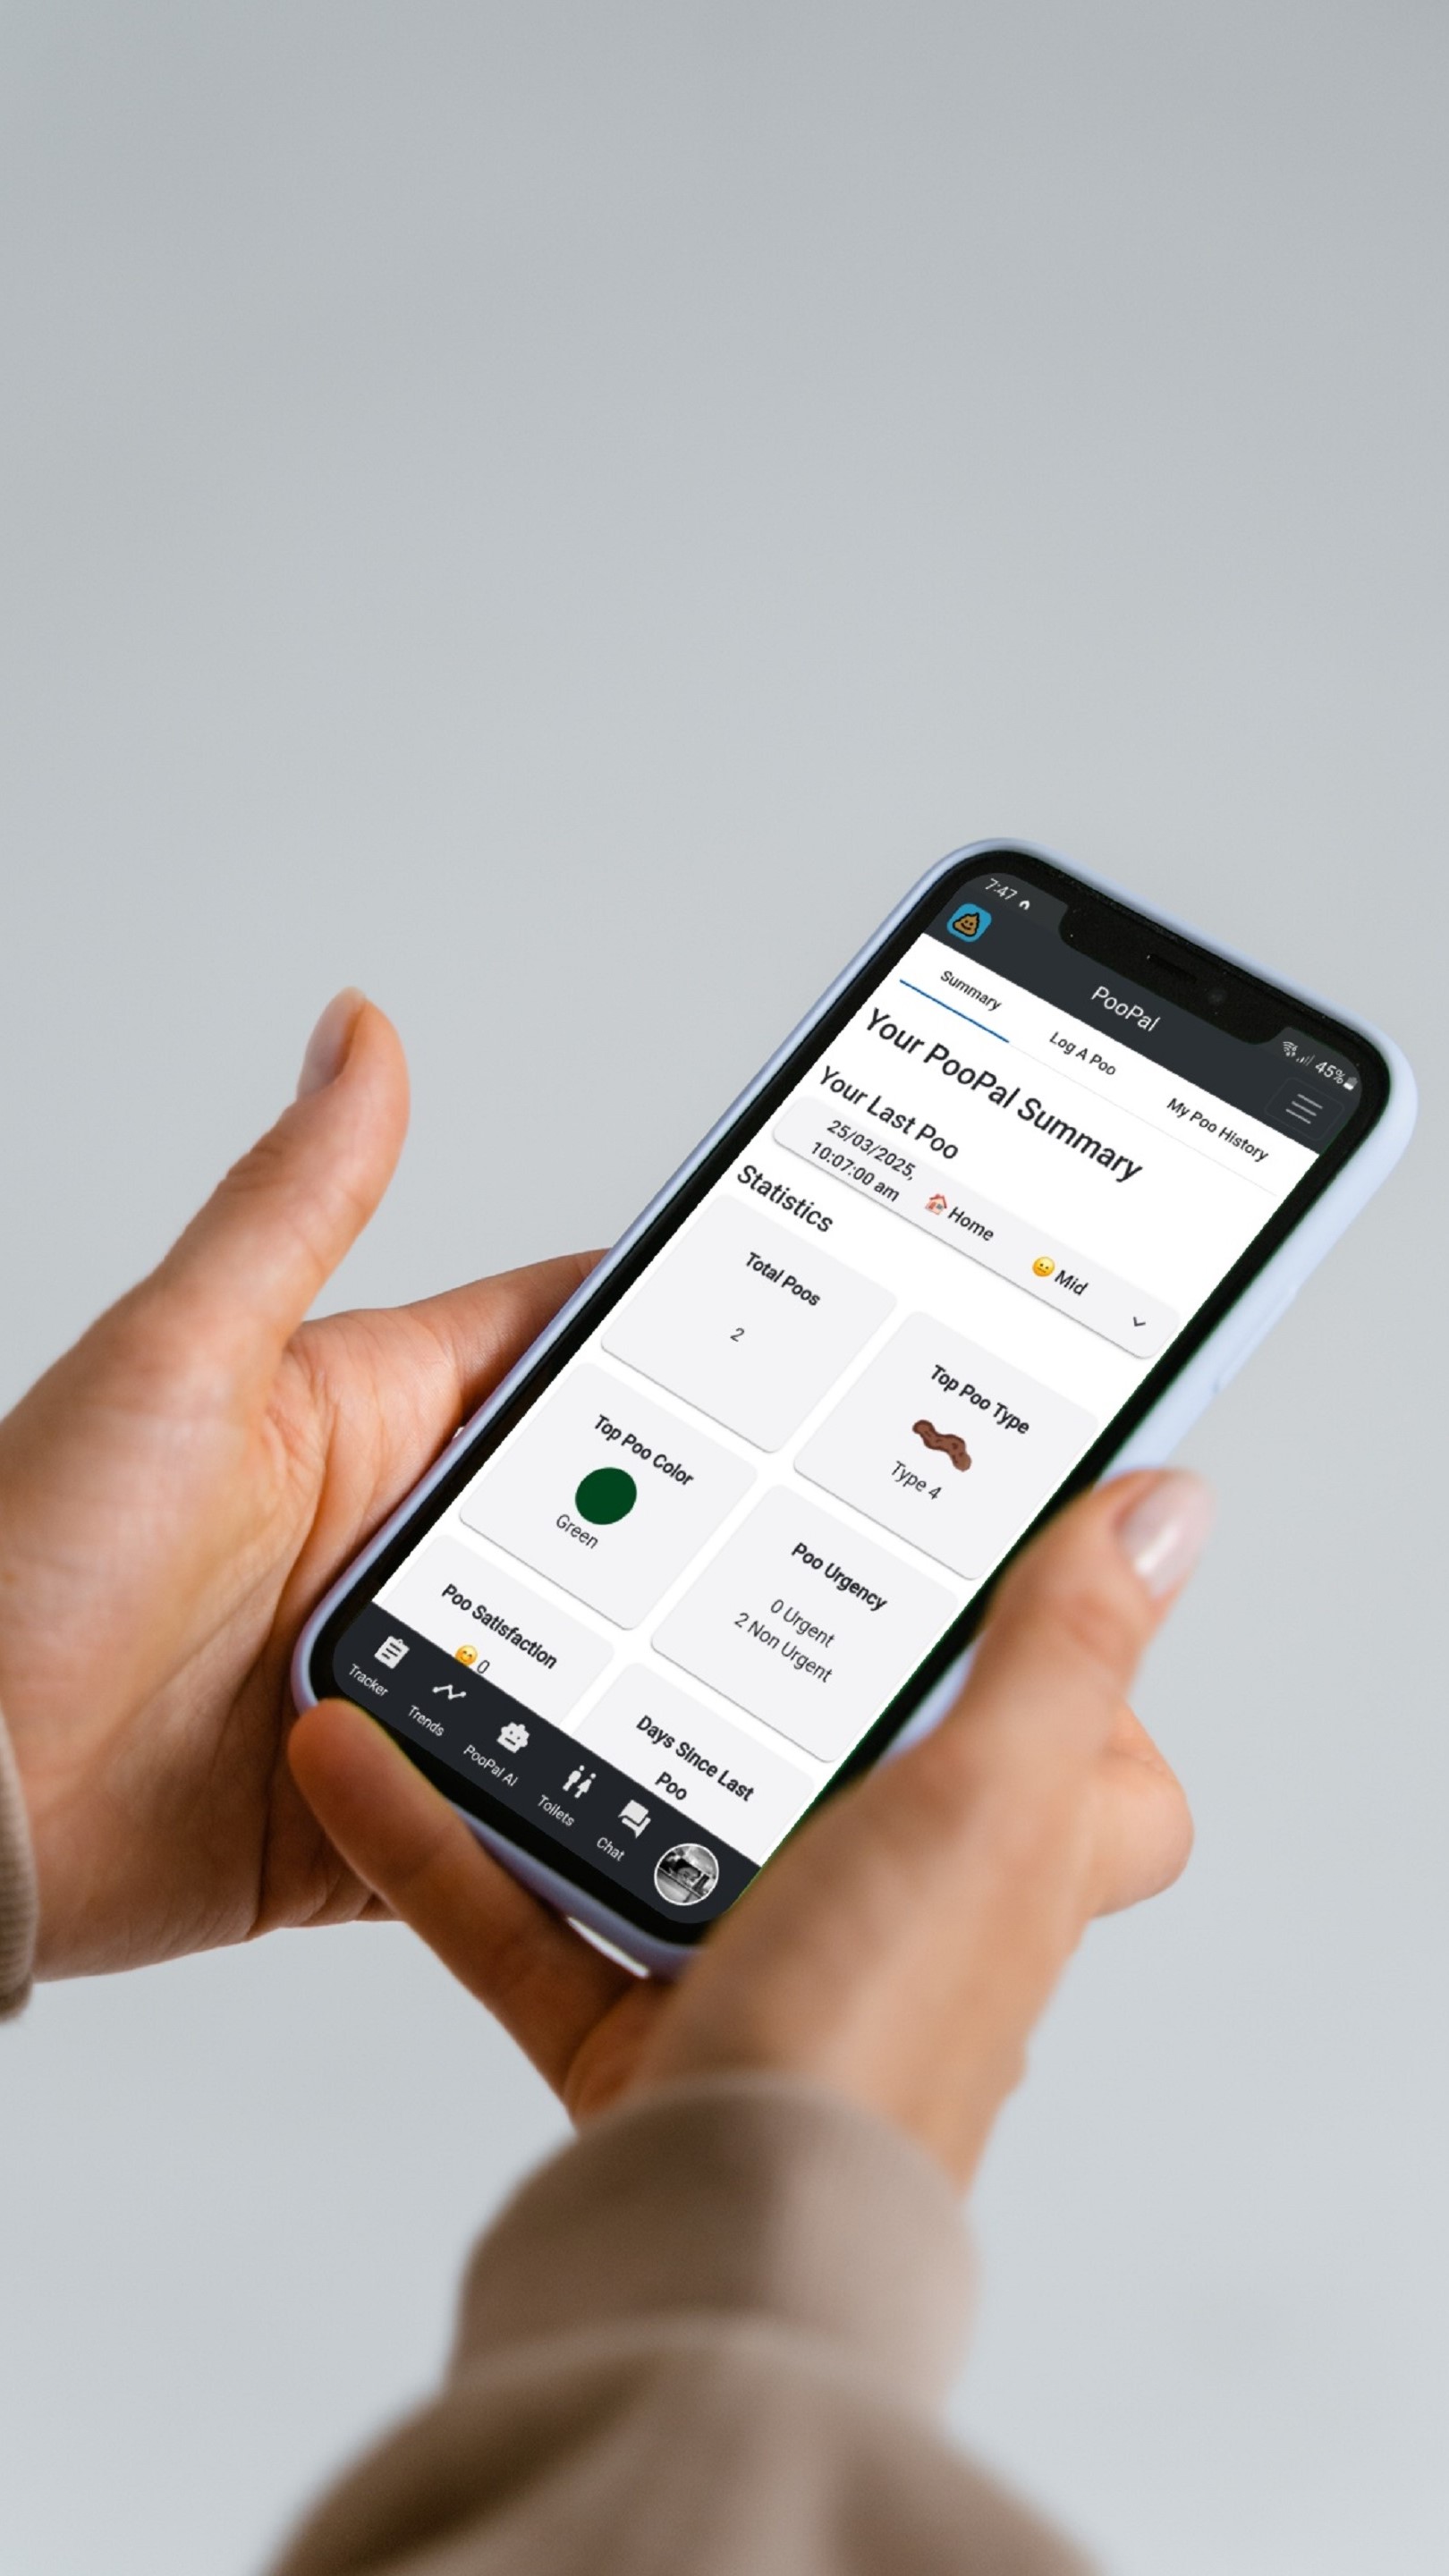 7:47
45%
PooPal
Summary
Log A Poo
My Poo History
Your PooPal Summary
Your Last Poo
25/03/2025,
10:07:00 am
🏠 Home
😐 Mid
Statistics
Total Poos
2
Top Poo Type
Type 4
Top Poo Color
Green
Poo Urgency
0 Urgent
2 Non Urgent
Poo Satisfaction
😊 0
Days Since Last
Poo
Tracker
Trends
PooPal AI
Toilets
Chat